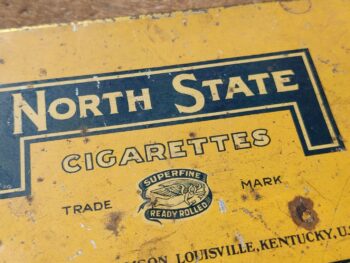 NORTH STATE
CIGARETTES
SUPERFINE
TRADE MARK
READY ROLLED
LOUISVILLE, KENTUCKY, U.